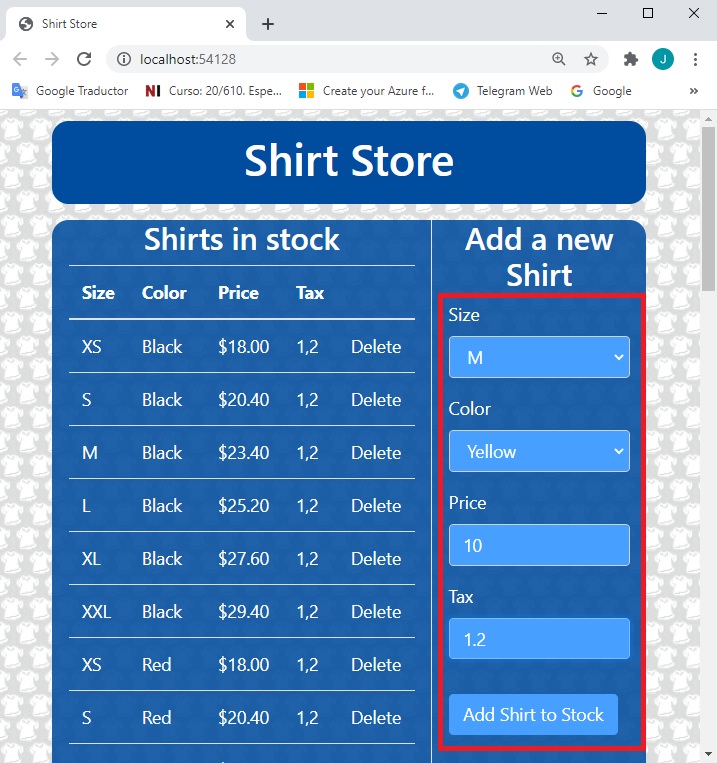 Shirt Store
localhost:54128
J
Google Traductor NI Curso: 20/610. Espe... Create your Azure f... Telegram Web Google »
Shirt Store
Shirts in stock
Size Color Price Tax
XS Black $18.00 1,2 Delete
S Black $20.40 1,2 Delete
M Black $23.40 1,2 Delete
L Black $25.20 1,2 Delete
XL Black $27.60 1,2 Delete
XXL Black $29.40 1,2 Delete
XS Red $18.00 1,2 Delete
S Red $20.40 1,2 Delete
Add a new
Shirt
Size
M
Color
Yellow
Price
10
Tax
1.2
Add Shirt to Stock